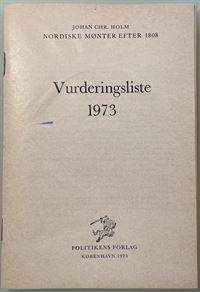 JOHAN CHR. HOLM
NORDISKE MØNTER EFTER 1808
Vurderingsliste
1973
POLITIKENS FORLAG
KØBENHAVN 1973